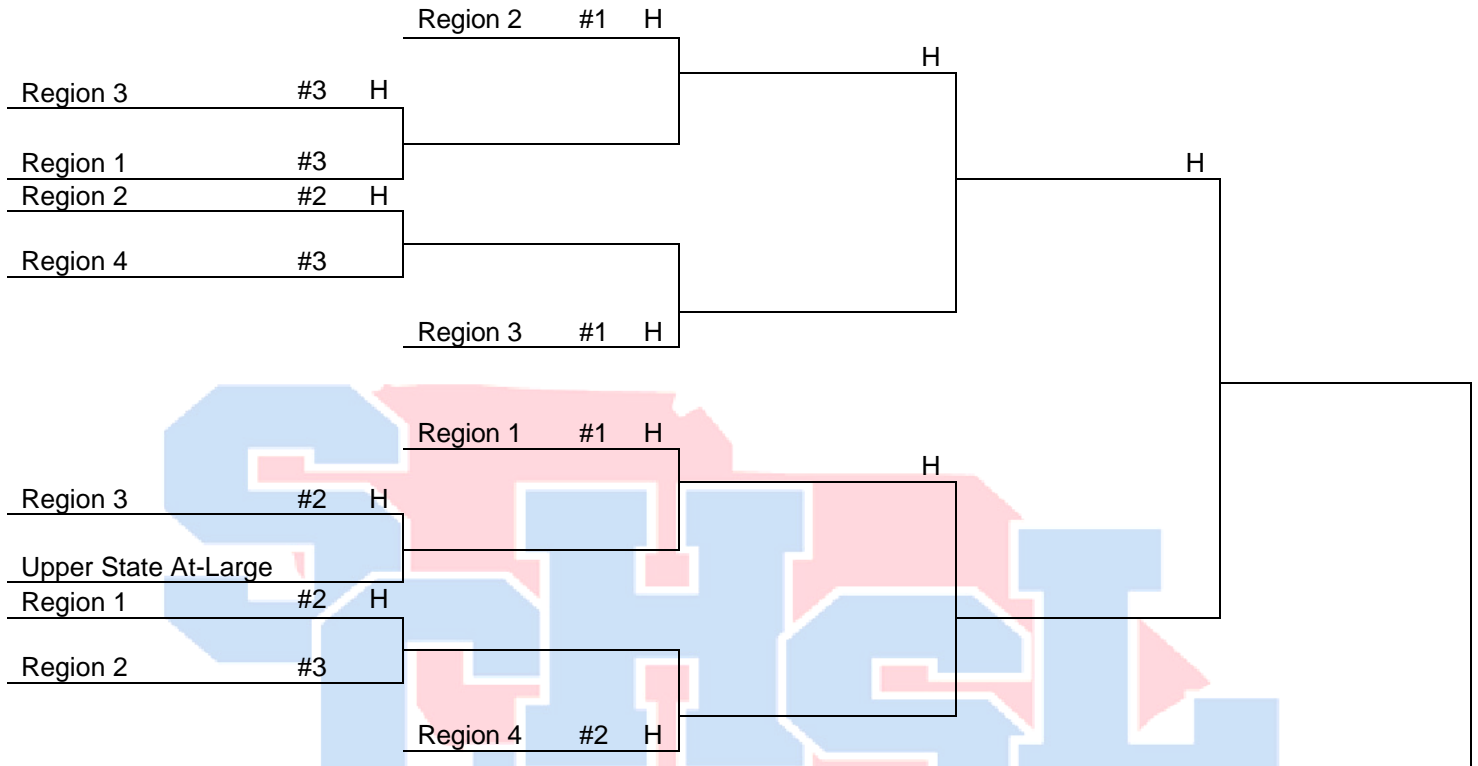 Region 2 #1 H
H
Region 3 #3 H
Region 1 #3
H
Region 2 #2 H
Region 4 #3
Region 3 #1 H
Region 1 #1 H
H
Region 3 #2 H
Upper State At-Large
Region 1 #2 H
Region 2 #3
Region 4 #2 H
SCHSL